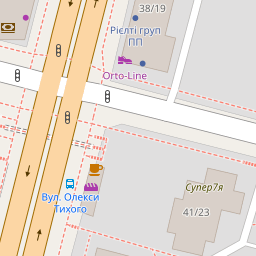 38/19
Рієлті груп
ПП
Orto-Line
Супер7я
Вул. Олекси
Тихого
41/23